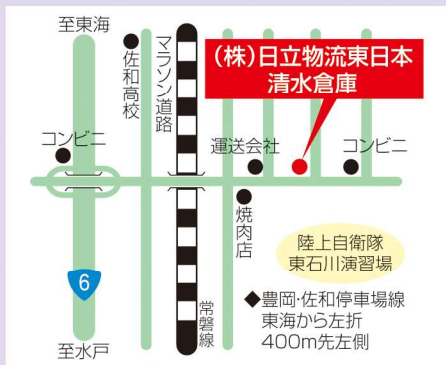 至東海
佐和高校
マラソン道路
(株)日立物流東日本
清水倉庫
コンビニ
運送会社
コンビニ
焼肉店
陸上自衛隊
東石川演習場
6
常磐線
◆豊岡・佐和停車場線
東海から左折
400m先左側
至水戸